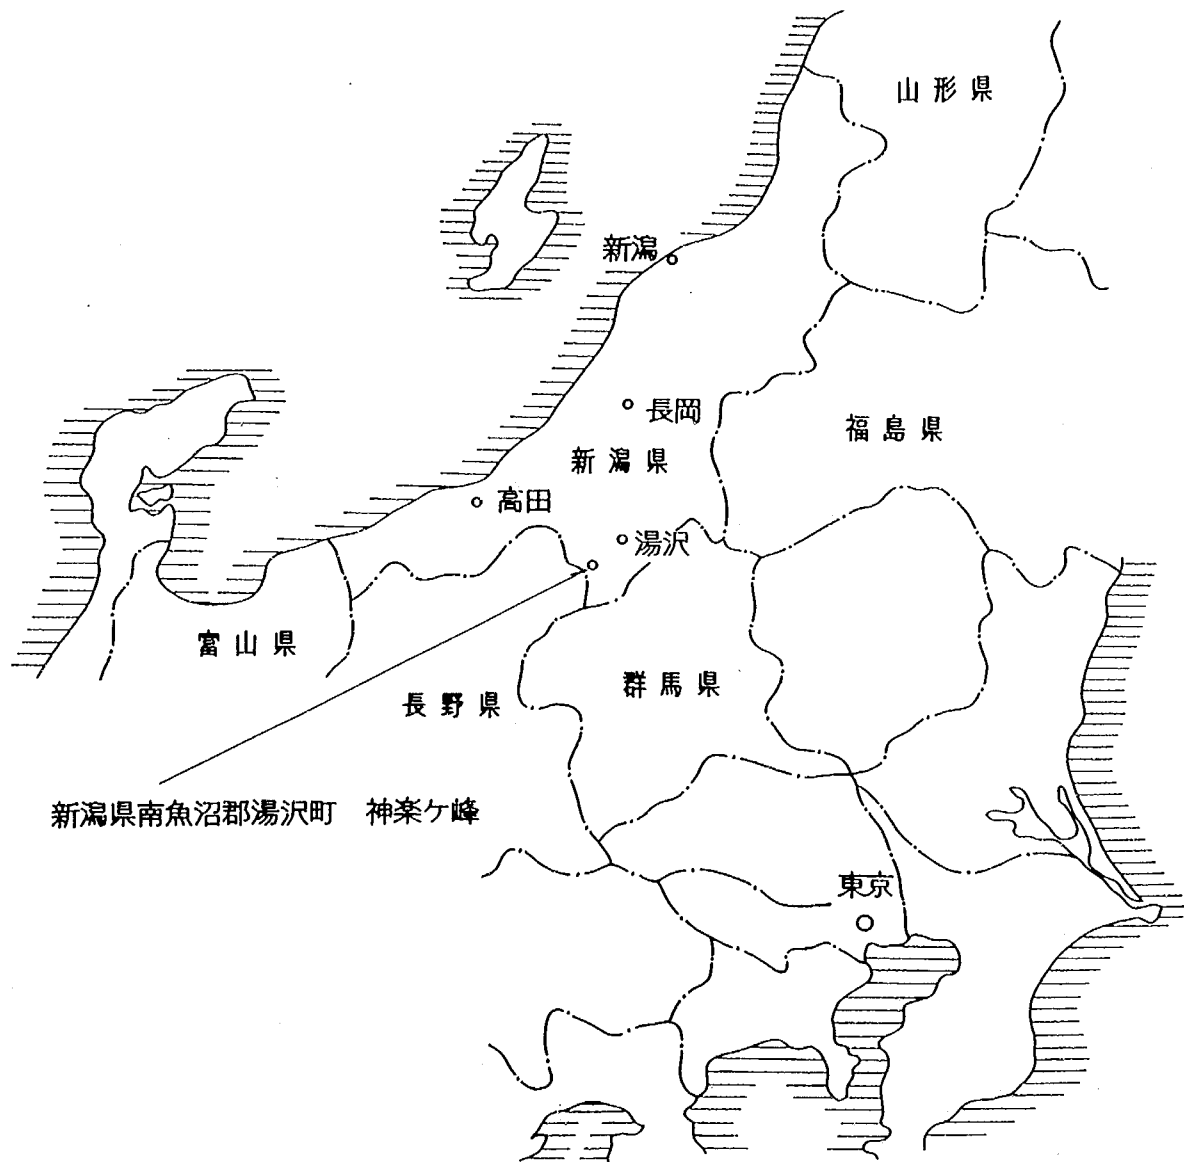 山形県
新潟
長岡
福島県
新潟県
高田
湯沢
富山県
群馬県
長野県
新潟県南魚沼郡湯沢町 神楽ケ峰
東京